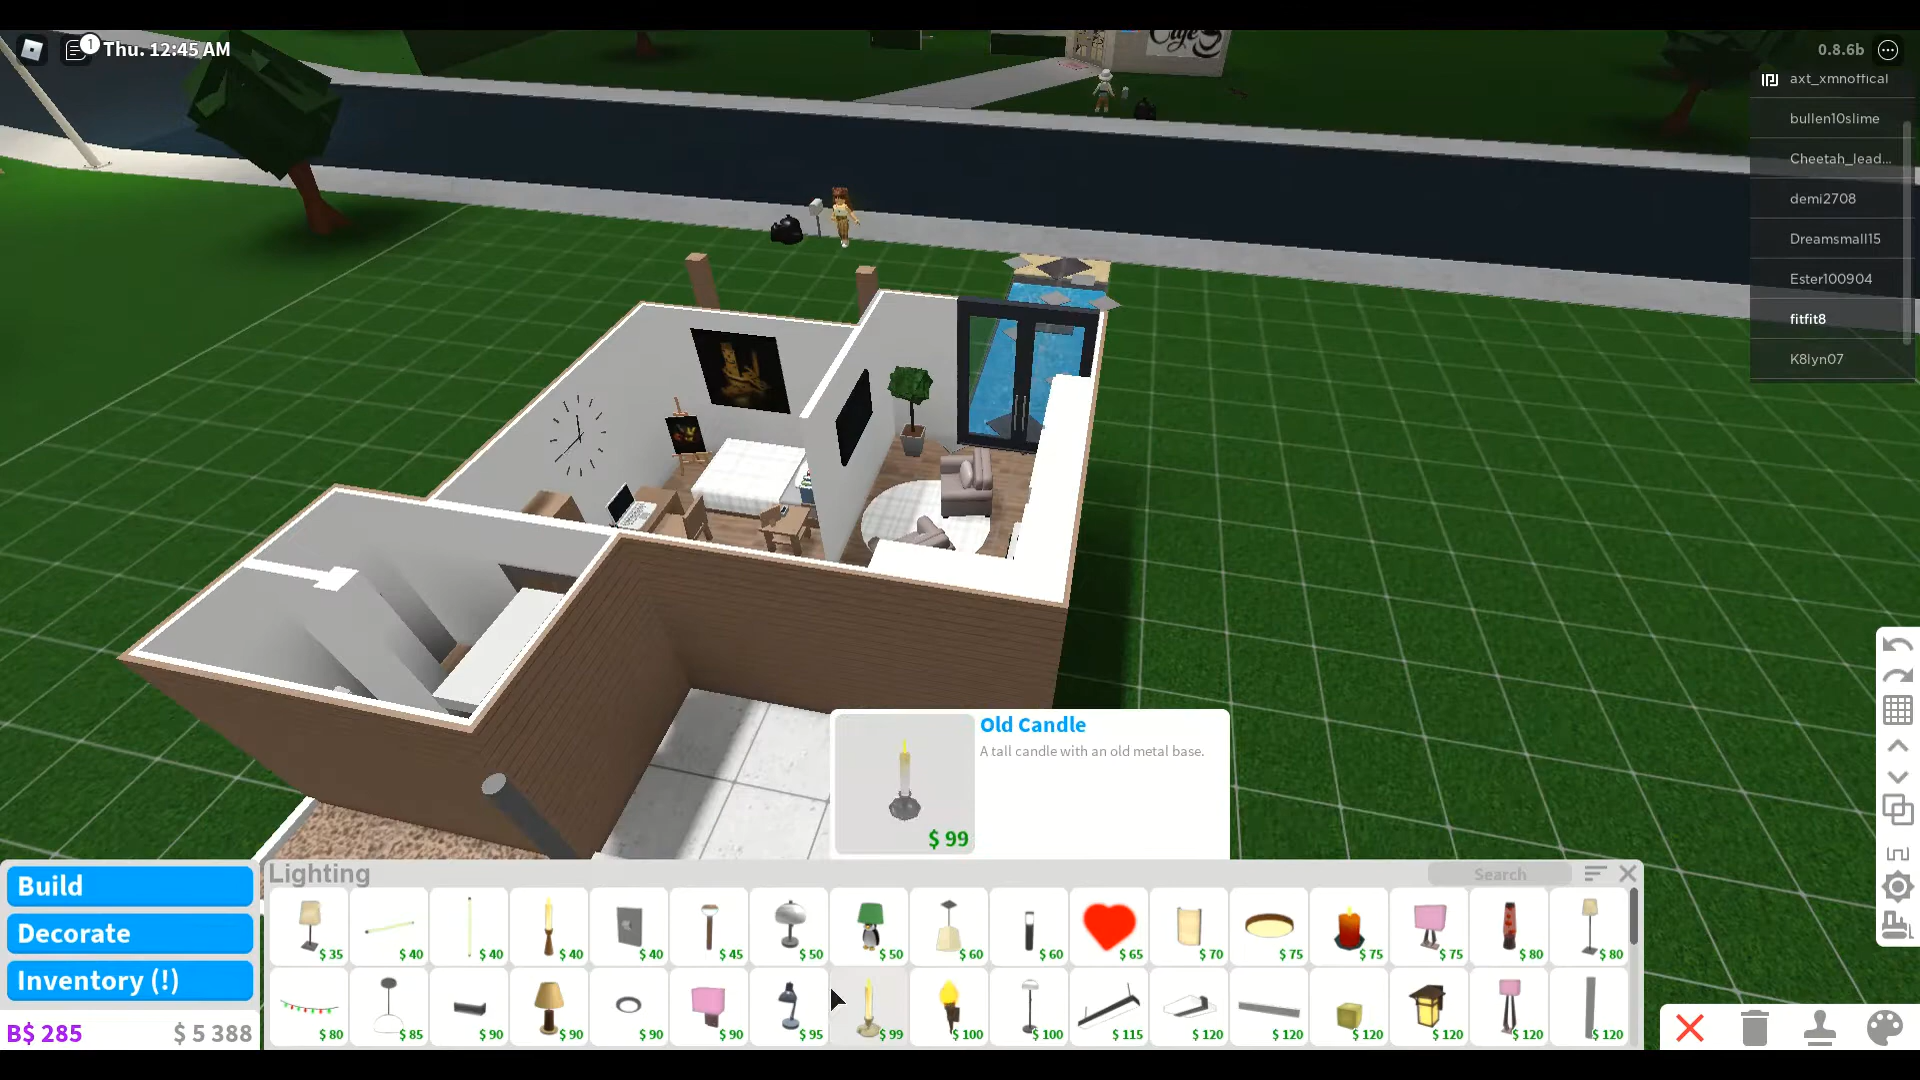 1
Thu. 12:45 AM
Cafe
0.8.6b
axt_xmnoffical
bullen10slime
Cheetah_lead...
demi2708
Dreamsmall15
Ester100904
fitfit8
K8lyn07
Old Candle
A tall candle with an old metal base.
$ 99
Lighting
Search
Build
Decorate
Inventory (!)
B$ 285
$ 5 388
$ 35
$ 40
$ 40
$ 40
$ 40
$ 45
$ 50
$ 50
$ 60
$ 60
$ 65
$ 70
$ 75
$ 75
$ 75
$ 80
$ 80
$ 80
$ 85
$ 90
$ 90
$ 90
$ 90
$ 95
$ 99
$ 100
$ 100
$ 115
$ 120
$ 120
$ 120
$ 120
$ 120
$ 120